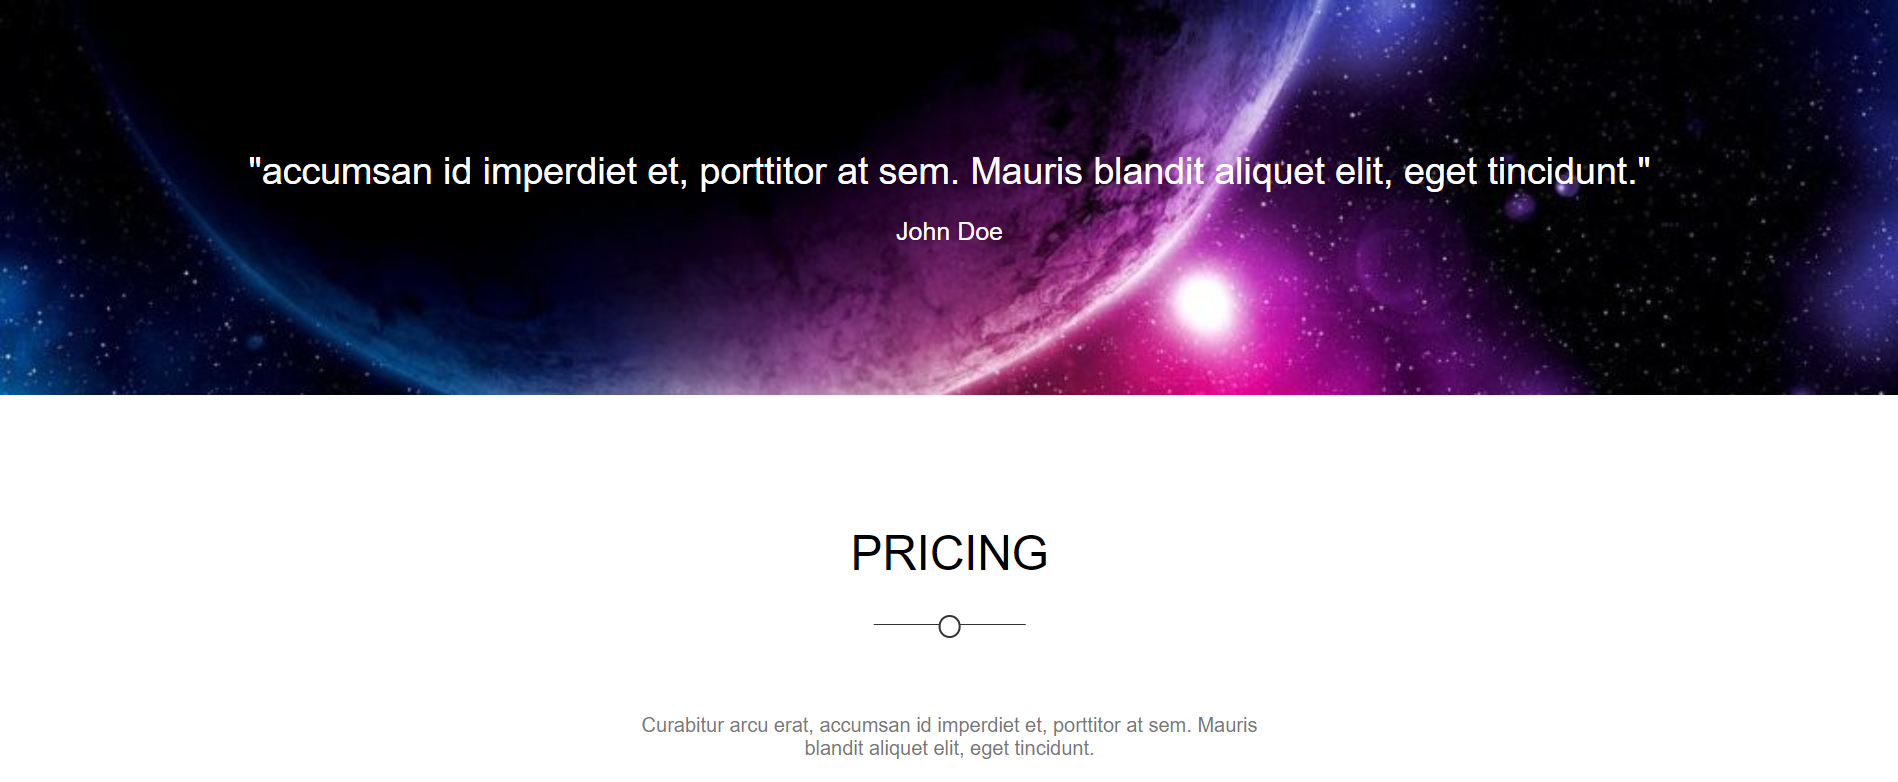 "accumsan id imperdiet et, porttitor at sem. Mauris blandit aliquet elit, eget tincidunt."
John Doe
PRICING
Curabitur arcu erat, accumsan id imperdiet et, porttitor at sem. Mauris
blandit aliquet elit, eget tincidunt.